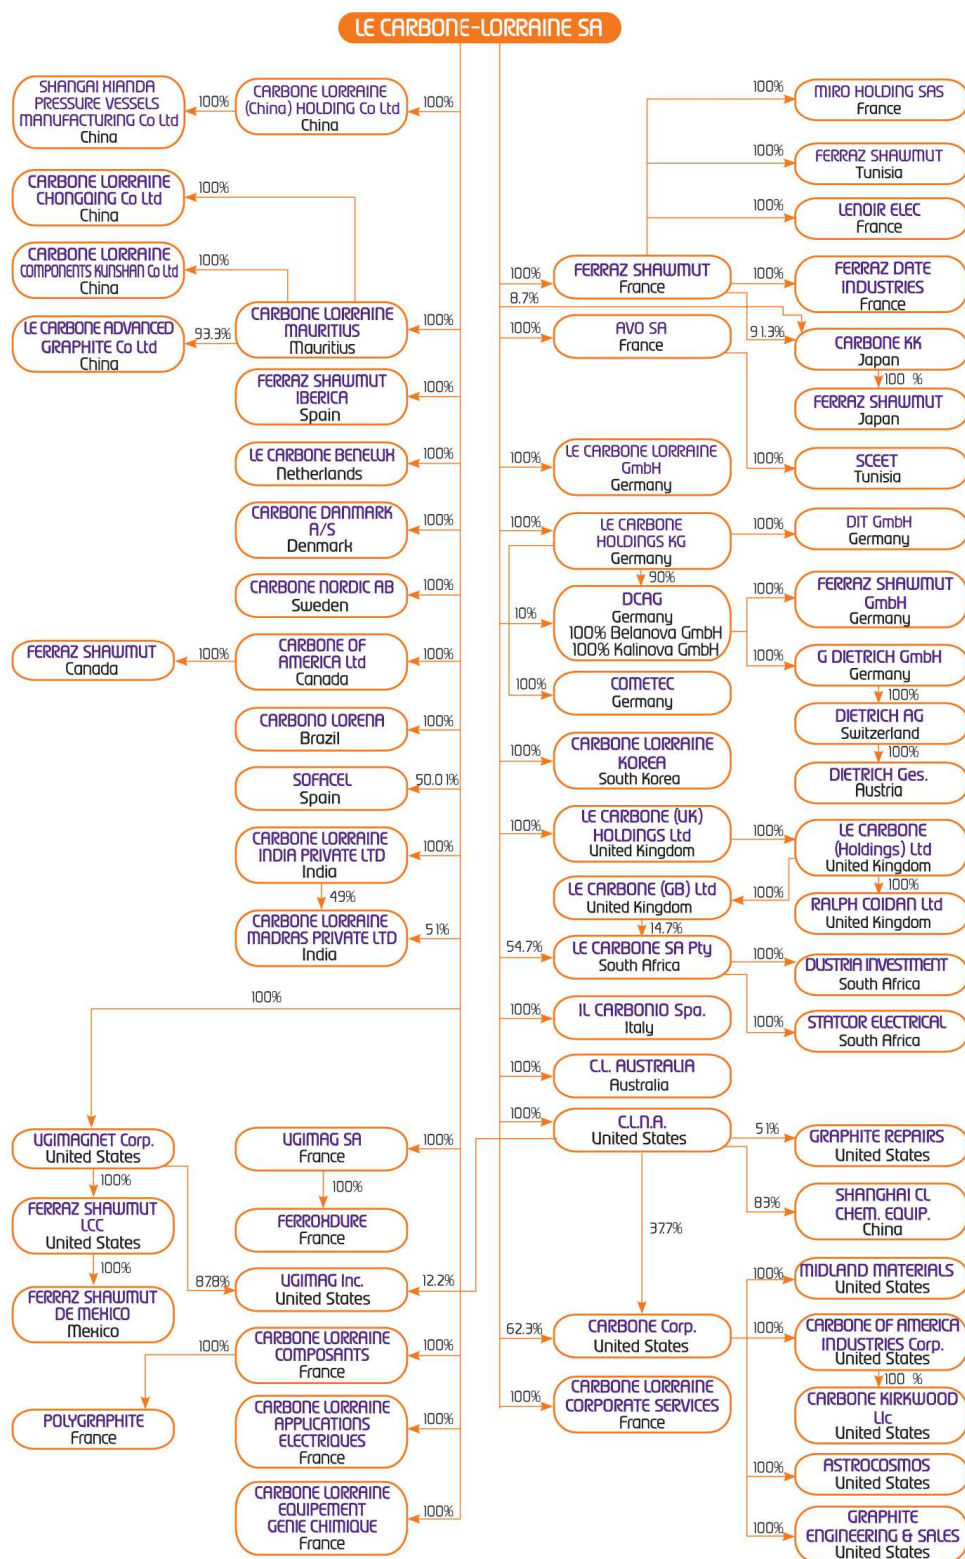 LE CARBONE-LORRAINE SA
SHANGAI XIANDA
PRESSURE VESSELS
MANUFACTURING Co Ltd
China
100%
CARBONE LORRAINE
(China) HOLDING Co Ltd
China
100%
CARBONE LORRAINE
CHONGQING Co Ltd
China
100%
CARBONE LORRAINE
COMPONENTS KUNSHAN Co Ltd
China
100%
LE CARBONE ADVANCED
GRAPHITE Co Ltd
China
93.3%
CARBONE LORRAINE
MAURITIUS
Mauritius
100%
FERRAZ SHAWMUT
IBERICA
Spain
100%
LE CARBONE BENELUX
Netherlands
100%
CARBONE DANMARK
A/S
Denmark
100%
CARBONE NORDIC AB
Sweden
100%
FERRAZ SHAWMUT
Canada
100%
CARBONE OF
AMERICA Ltd
Canada
100%
CARBONO LORENA
Brazil
100%
SOFACEL
Spain
50.01%
CARBONE LORRAINE
INDIA PRIVATE LTD
India
100%
49%
CARBONE LORRAINE
MADRAS PRIVATE LTD
India
51%
100%
UGIMAGNET Corp.
United States
100%
FERRAZ SHAWMUT
LCC
United States
100%
FERRAZ SHAWMUT
DE MEXICO
Mexico
UGIMAG SA
France
100%
100%
FERROXDURE
France
87.8%
UGIMAG Inc.
United States
12.2%
CARBONE LORRAINE
COMPOSANTS
France
100%
100%
POLYGRAPHITE
France
CARBONE LORRAINE
APPLICATIONS
ELECTRIQUES
France
100%
CARBONE LORRAINE
EQUIPEMENT
GENIE CHIMIQUE
France
100%
100%
MIRO HOLDING SAS
France
100%
FERRAZ SHAWMUT
Tunisia
100%
LENOIR ELEC
France
100%
FERRAZ SHAWMUT
France
100%
FERRAZ DATE
INDUSTRIES
France
8.7%
100%
AVO SA
France
91.3%
CARBONE KK
Japan
100 %
FERRAZ SHAWMUT
Japan
100%
LE CARBONE LORRAINE
GmbH
Germany
100%
SCEET
Tunisia
100%
LE CARBONE
HOLDINGS KG
Germany
100%
DIT GmbH
Germany
90%
10%
DCAG
Germany
100% Belanova GmbH
100% Kalinova GmbH
100%
FERRAZ SHAWMUT
GmbH
Germany
100%
G DIETRICH GmbH
Germany
100%
COMETEC
Germany
100%
DIETRICH AG
Switzerland
100%
DIETRICH Ges.
Austria
100%
CARBONE LORRAINE
KOREA
South Korea
100%
LE CARBONE (UK)
HOLDINGS Ltd
United Kingdom
100%
LE CARBONE
(Holdings) Ltd
United Kingdom
100%
LE CARBONE (GB) Ltd
United Kingdom
100%
RALPH COIDAN Ltd
United Kingdom
14.7%
54.7%
LE CARBONE SA Pty
South Africa
100%
DUSTRIA INVESTMENT
South Africa
100%
IL CARBONIO Spa.
Italy
100%
STATCOR ELECTRICAL
South Africa
100%
C.L. AUSTRALIA
Australia
100%
C.L.N.A.
United States
51%
GRAPHITE REPAIRS
United States
83%
SHANGHAI CL
CHEM. EQUIP.
China
37.7%
100%
MIDLAND MATERIALS
United States
62.3%
CARBONE Corp.
United States
100%
CARBONE OF AMERICA
INDUSTRIES Corp.
United States
100 %
CARBONE KIRKWOOD
Llc
United States
100%
CARBONE LORRAINE
CORPORATE SERVICES
France
100%
ASTROCOSMOS
United States
100%
GRAPHITE
ENGINEERING & SALES
United States